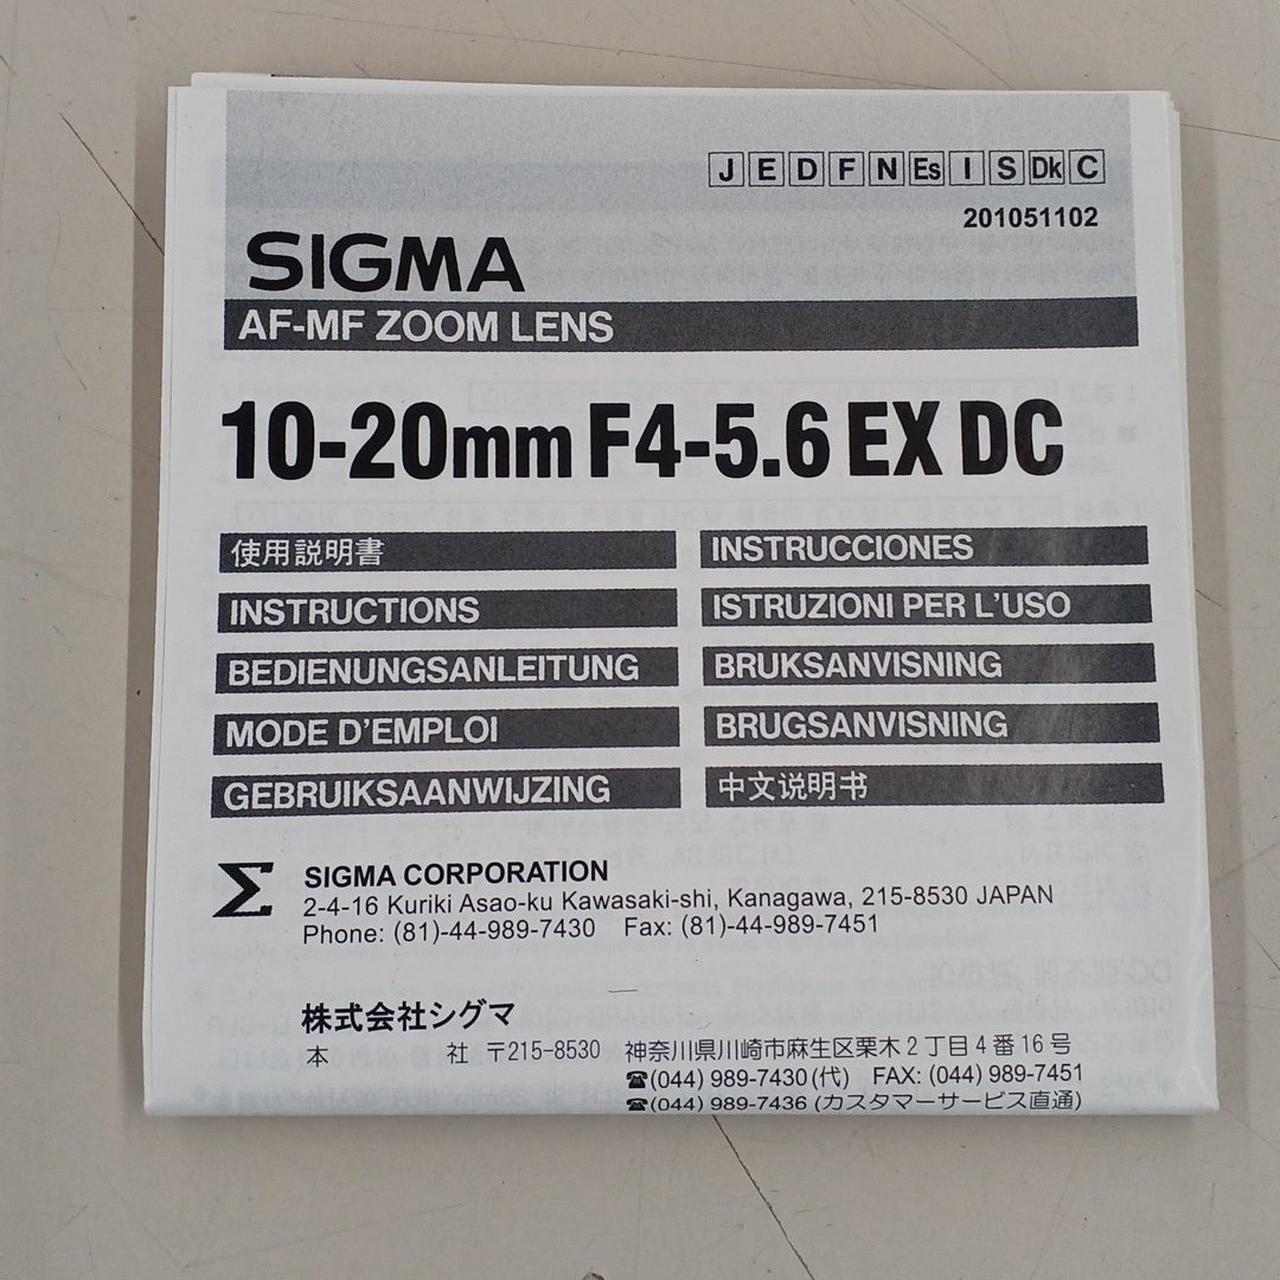 J E D F N Es I S Dk C
201051102
SIGMA
AF-MF ZOOM LENS
10-20mm F4-5.6 EX DC
使用説明書
INSTRUCTIONS
BEDIENUNGSANLEITUNG
MODE D'EMPLOI
GEBRUIKSAANWIJZING
INSTRUCCIONES
ISTRUZIONI PER L'USO
BRUKSANVISNING
BRUGSANVISNING
中文说明书
SIGMA CORPORATION
2-4-16 Kuriki Asao-ku Kawasaki-shi, Kanagawa, 215-8530 JAPAN
Phone: (81)-44-989-7430 Fax: (81)-44-989-7451
株式会社シグマ
本 社 〒215-8530 神奈川県川崎市麻生区栗木2丁目4番16号
☎(044) 989-7430 (代) FAX: (044) 989-7451
☎(044) 989-7436 (カスタマーサービス直通)